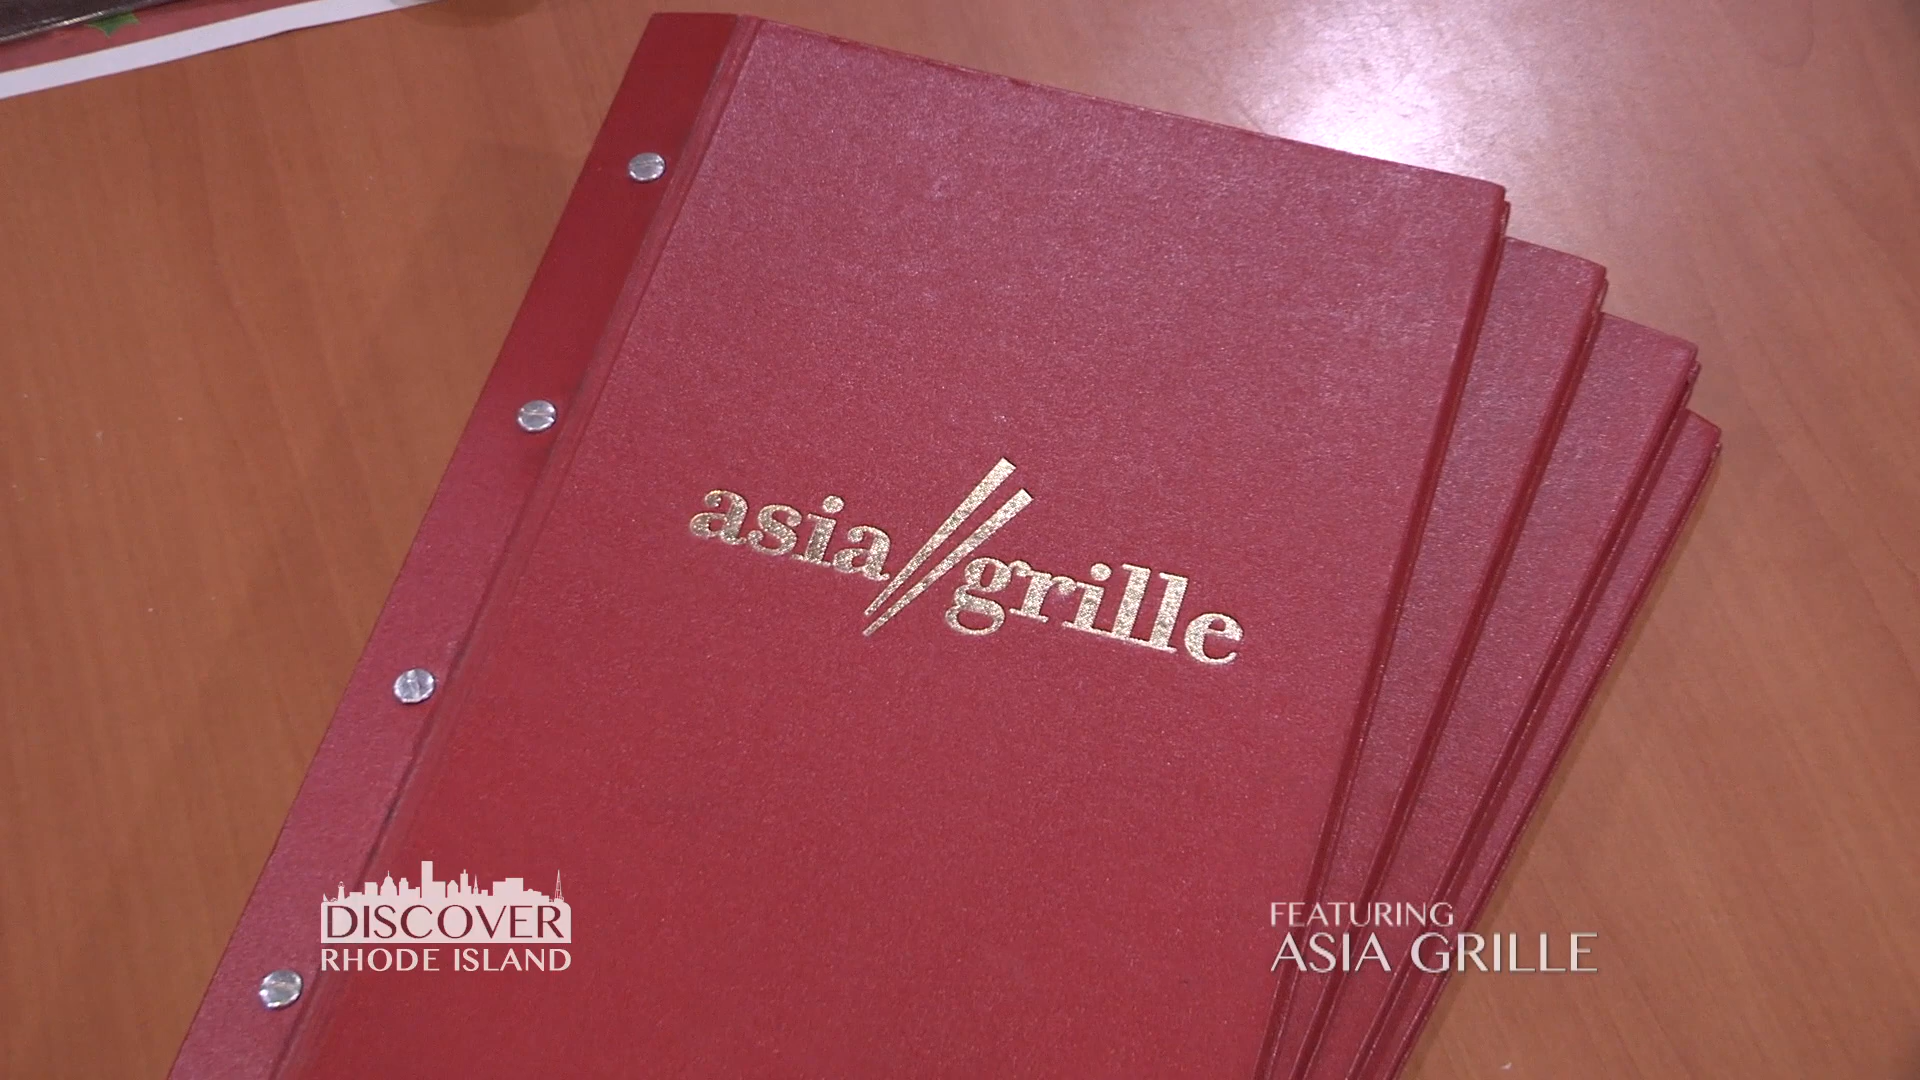 asia grille
DISCOVER
RHODE ISLAND
FEATURING
ASIA GRILLE